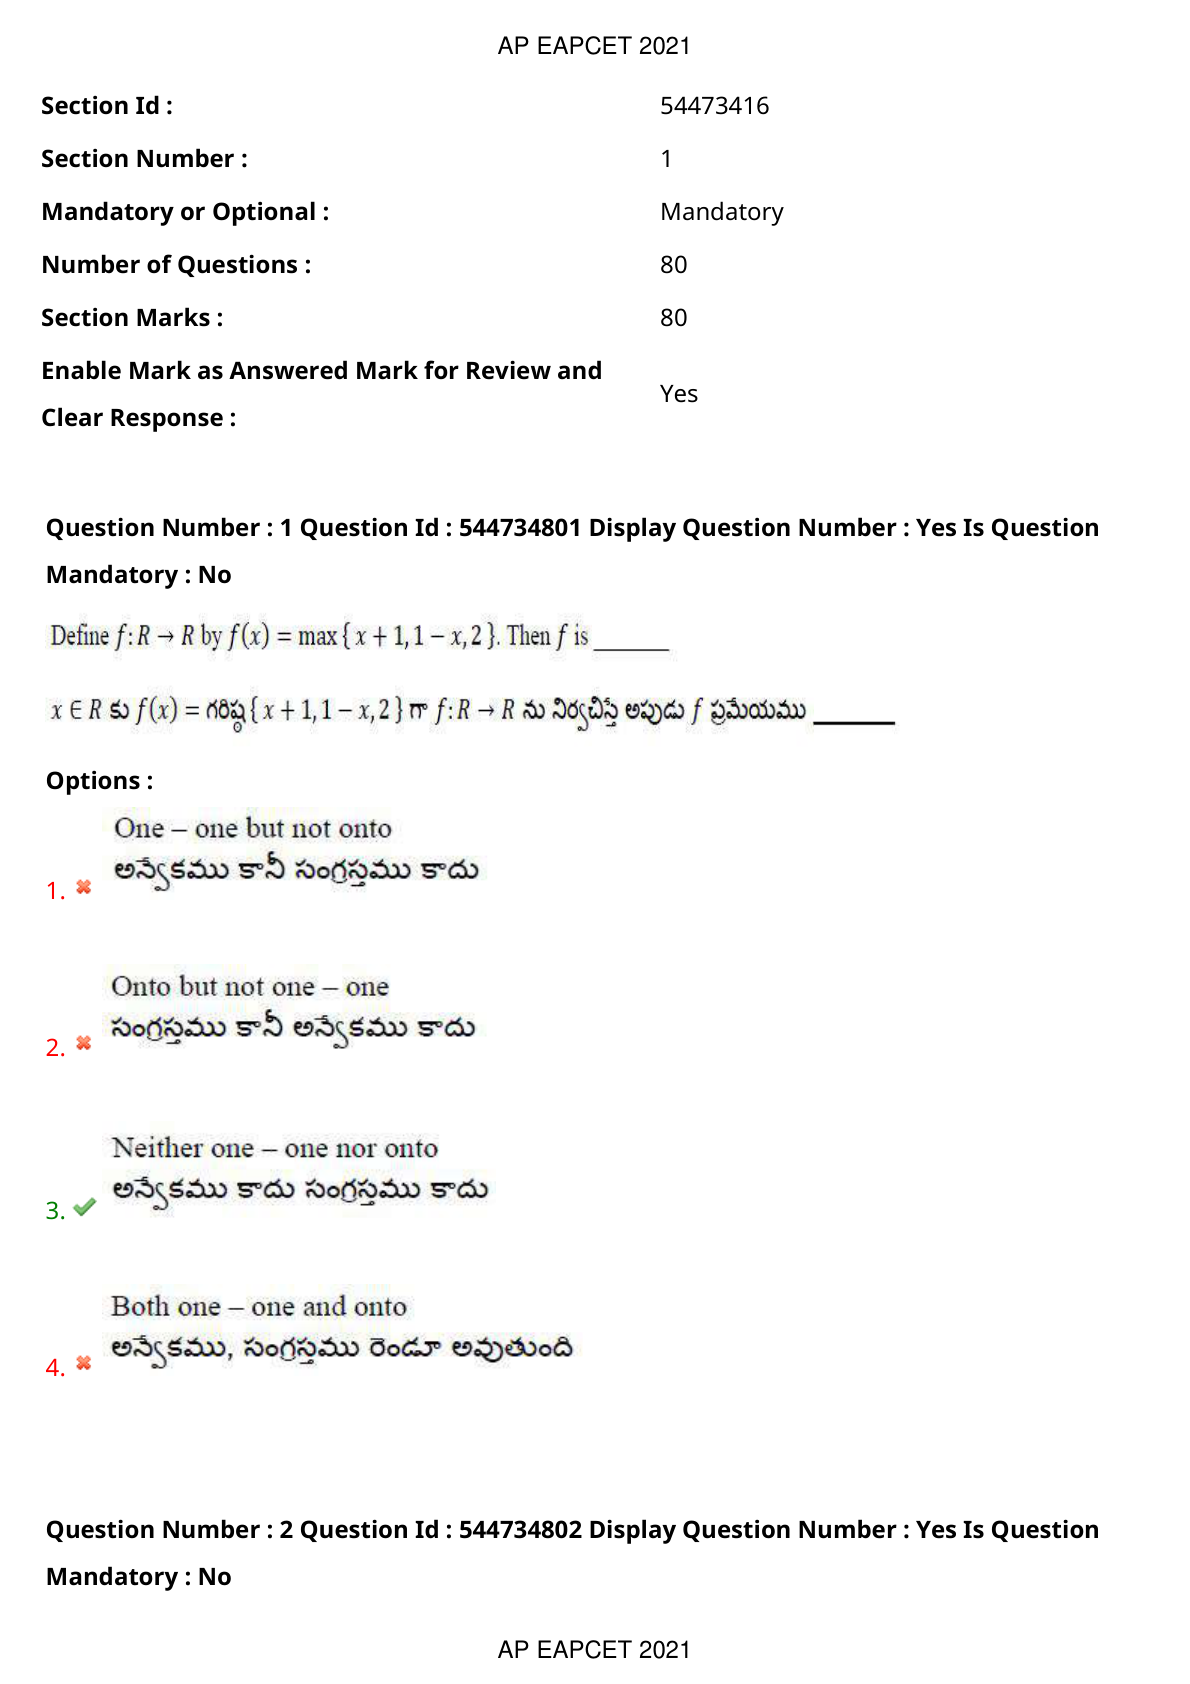 AP EAPCET 2021
Section Id : 54473416
Section Number : 1
Mandatory or Optional : Mandatory
Number of Questions : 80
Section Marks : 80
Enable Mark as Answered Mark for Review and
Clear Response : Yes
Question Number : 1 Question Id : 544734801 Display Question Number : Yes Is Question
Mandatory : No
Define f: R → R by f(x) = max{ x + 1, 1 − x, 2 }. Then f is ______
x ∈ R కు f(x) = గరిష్ఠ{ x + 1, 1 − x, 2 } గా f: R → R ను నిర్వచిస్తే అపుడు f ప్రమేయము ______
Options :
One – one but not onto
అన్వేకము కానీ సంగ్రస్తము కాదు
1.
Onto but not one – one
సంగ్రస్తము కానీ అన్వేకము కాదు
2.
Neither one – one nor onto
అన్వేకము కాదు సంగ్రస్తము కాదు
3.
Both one – one and onto
అన్వేకము, సంగ్రస్తము రెండూ అవుతుంది
4.
Question Number : 2 Question Id : 544734802 Display Question Number : Yes Is Question
Mandatory : No
AP EAPCET 2021